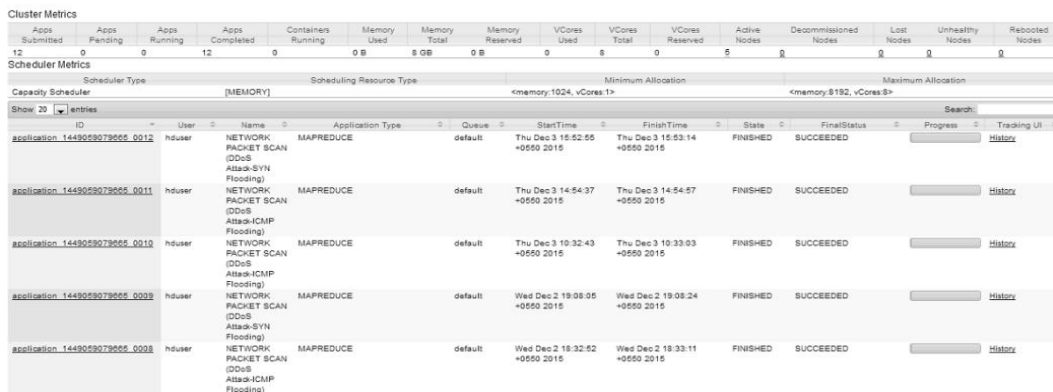 Cluster Metrics
Apps Submitted Apps Pending Apps Running Apps Completed Containers Running Memory Used Memory Total Memory Reserved VCores Used VCores Total VCores Reserved Active Nodes Decommissioned Nodes Lost Nodes Unhealthy Nodes Rebooted Nodes
12 0 0 12 0 0 B 8 GB 0 B 0 8 0 5 0 0 0 0
Scheduler Metrics
Scheduler Type Scheduling Resource Type Minimum Allocation Maximum Allocation
Capacity Scheduler [MEMORY] <memory:1024, vCores:1> <memory:8192, vCores:8>
Show 20 entries Search:
ID User Name Application Type Queue StartTime FinishTime State FinalStatus Progress Tracking UI
application_1449059079665_0012 hduser NETWORK MAPREDUCE default Thu Dec 3 15:52:55 Thu Dec 3 15:53:14 FINISHED SUCCEEDED History
PACKET SCAN +0550 2015 +0550 2015
(DDoS
Attack-SYN
Flooding)
application_1449059079665_0011 hduser NETWORK MAPREDUCE default Thu Dec 3 14:54:37 Thu Dec 3 14:54:57 FINISHED SUCCEEDED History
PACKET SCAN +0550 2015 +0550 2015
(DDoS
Attack-ICMP
Flooding)
application_1449059079665_0010 hduser NETWORK MAPREDUCE default Thu Dec 3 10:32:43 Thu Dec 3 10:33:03 FINISHED SUCCEEDED History
PACKET SCAN +0550 2015 +0550 2015
(DDoS
Attack-ICMP
Flooding)
application_1449059079665_0009 hduser NETWORK MAPREDUCE default Wed Dec 2 19:08:05 Wed Dec 2 19:08:24 FINISHED SUCCEEDED History
PACKET SCAN +0550 2015 +0550 2015
(DDoS
Attack-SYN
Flooding)
application_1449059079665_0008 hduser NETWORK MAPREDUCE default Wed Dec 2 18:32:52 Wed Dec 2 18:33:11 FINISHED SUCCEEDED History
PACKET SCAN +0550 2015 +0550 2015
(DDoS
Attack-ICMP
Flooding)